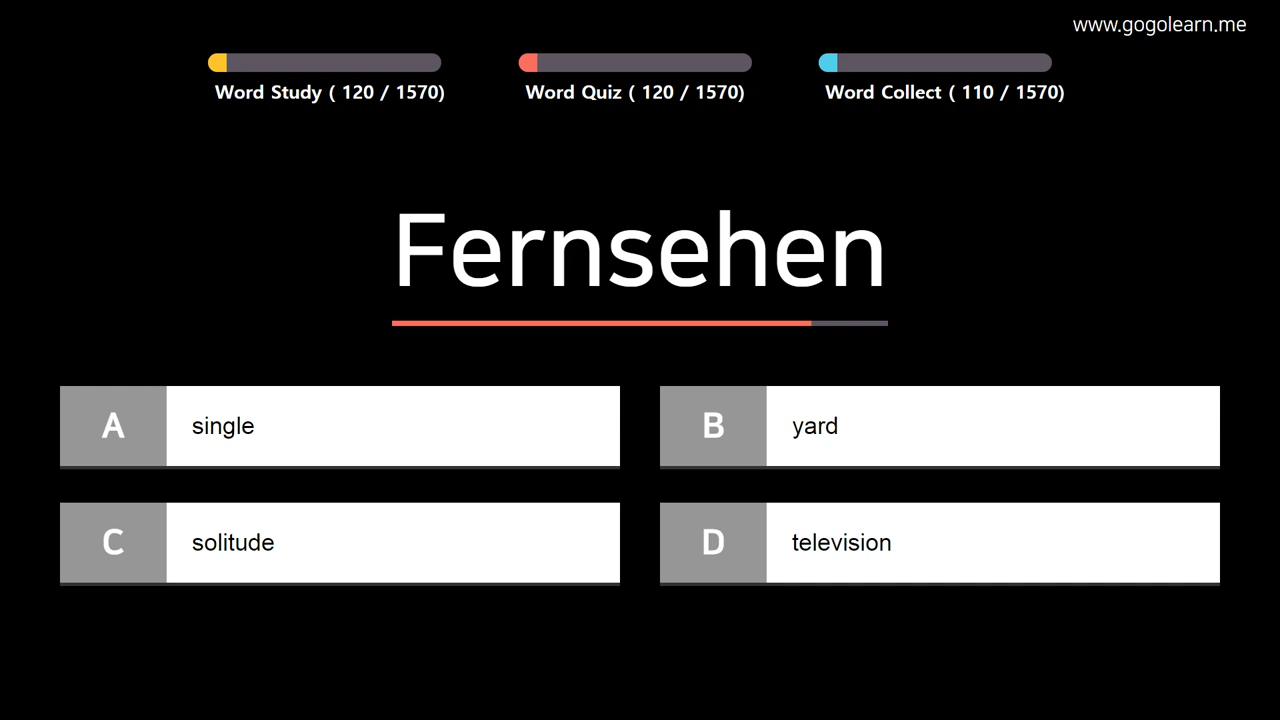 www.gogolearn.me
Word Study ( 120 / 1570)
Word Quiz ( 120 / 1570)
Word Collect ( 110 / 1570)
Fernsehen
A single
B yard
C solitude
D television